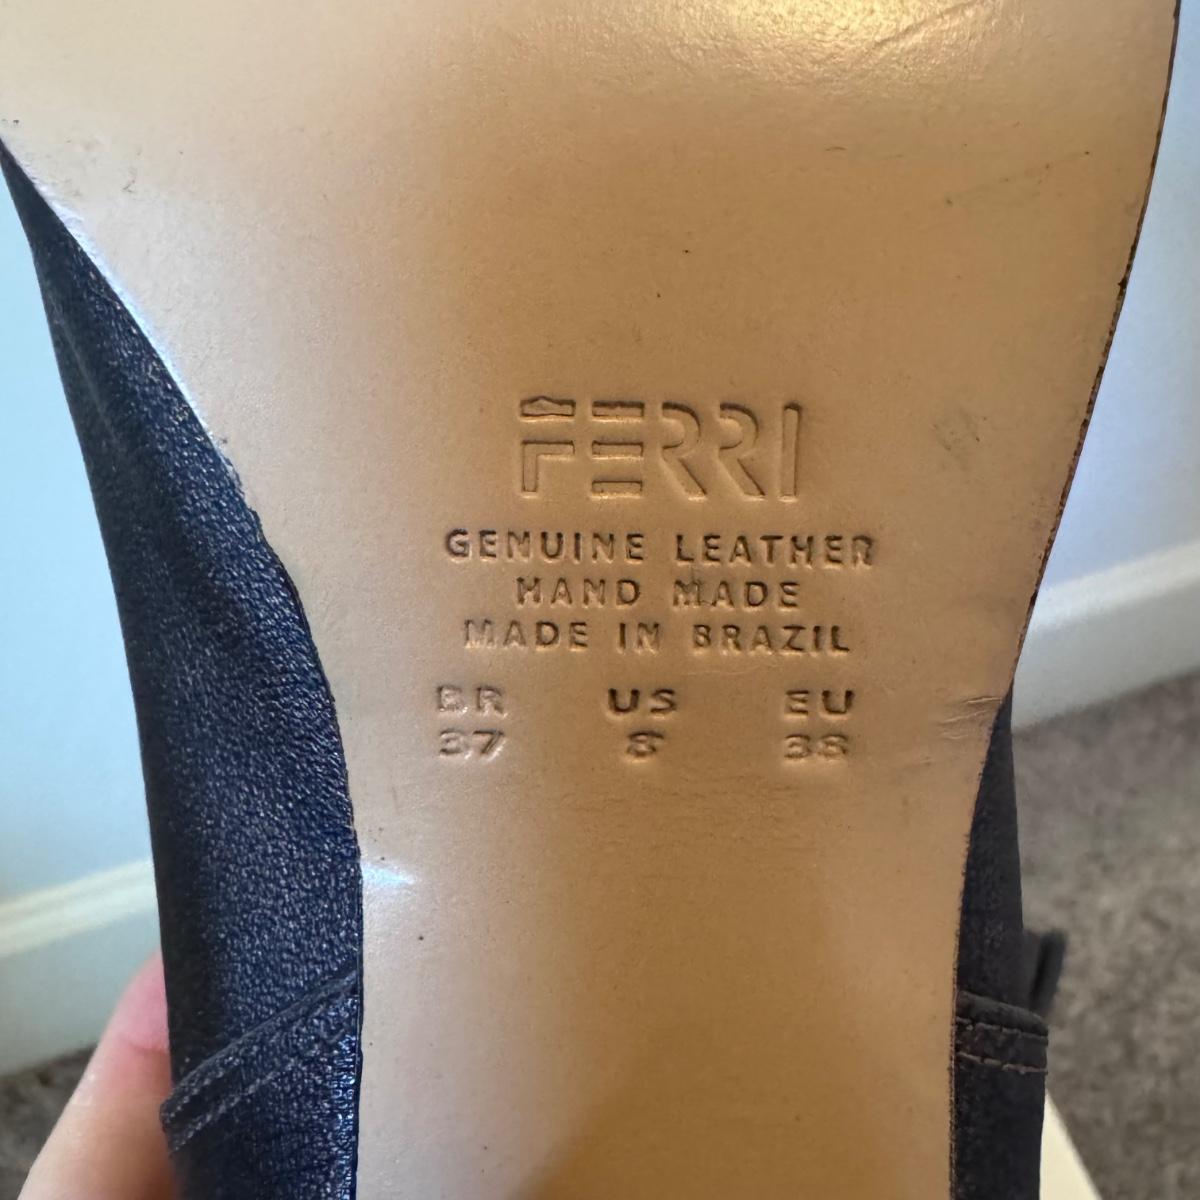 FERRI
GENUINE LEATHER
HAND MADE
MADE IN BRAZIL
BR US EU
37 8 38